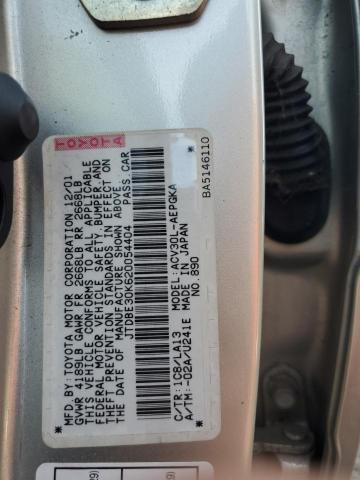 TOYOTA
MFD.BY:TOYOTA MOTOR CORPORATION 12/01
GVWR 4189LB GAWR FR 2668LB RR 2668LB
THIS VEHICLE CONFORMS TO ALL APPLICABLE
FEDERAL MOTOR VEHICLE SAFETY, BUMPER, AND
THEFT PREVENTION STANDARDS IN EFFECT ON
THE DATE OF MANUFACTURE SHOWN ABOVE.
JTDBE30K620054404 PASS.CAR
*MODEL:ACV30L-AEPGKA *
C/TR:1C8/LA13
A/TM:-02A/U241E MADE IN JAPAN
* NO.890 *
BA5146110